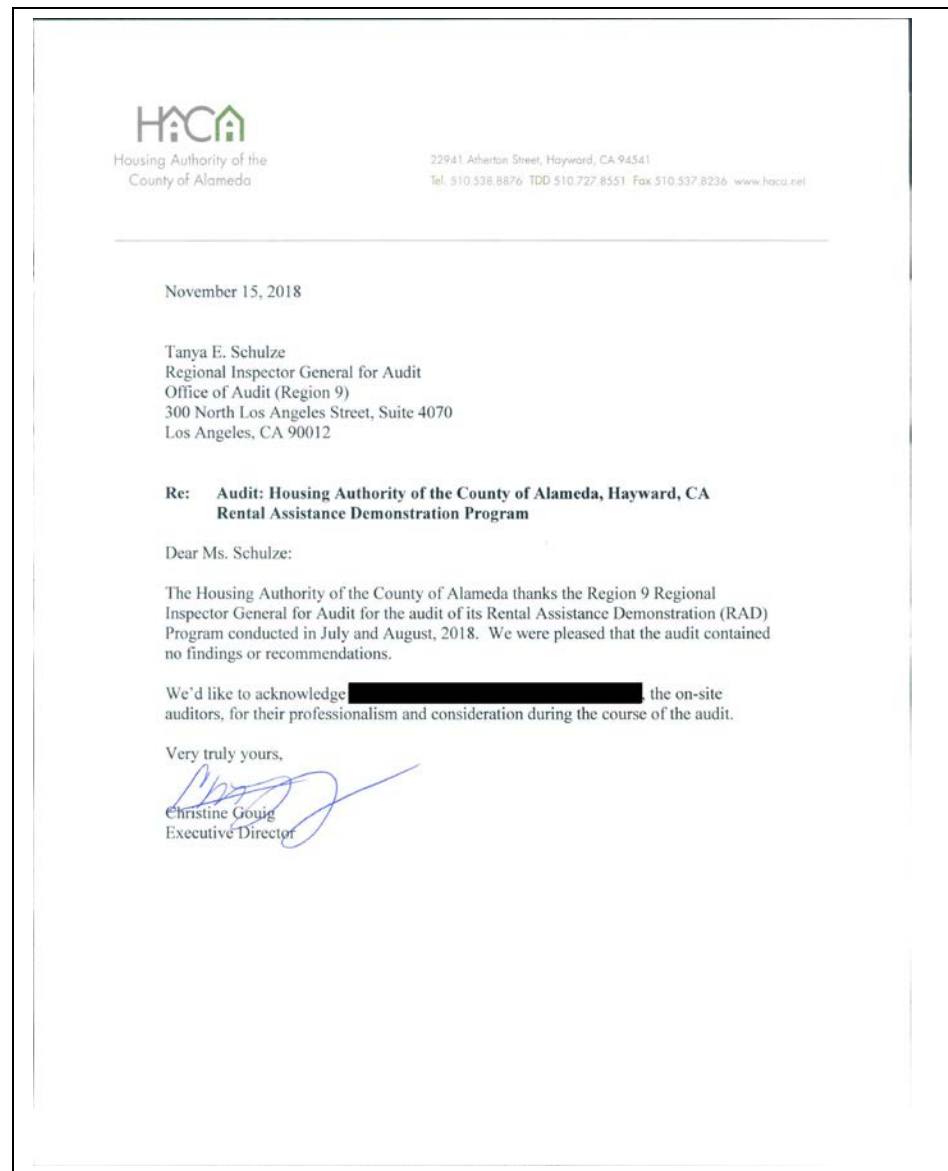 HACA
Housing Authority of the
County of Alameda
22941 Atherton Street, Hayward, CA 94541
Tel. 510.538.8876 TDD 510.727.8551 Fax 510.537.8236 www.haca.net
November 15, 2018
Tanya E. Schulze
Regional Inspector General for Audit
Office of Audit (Region 9)
300 North Los Angeles Street, Suite 4070
Los Angeles, CA 90012
Re: Audit: Housing Authority of the County of Alameda, Hayward, CA
Rental Assistance Demonstration Program
Dear Ms. Schulze:
The Housing Authority of the County of Alameda thanks the Region 9 Regional
Inspector General for Audit for the audit of its Rental Assistance Demonstration (RAD)
Program conducted in July and August, 2018. We were pleased that the audit contained
no findings or recommendations.
We'd like to acknowledge , the on-site
auditors, for their professionalism and consideration during the course of the audit.
Very truly yours,
Christine Gouig
Executive Director